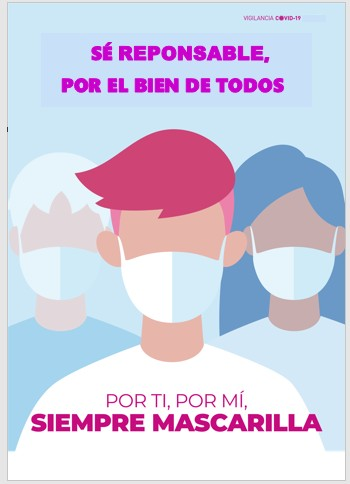 VIGILANCIA COVID-19
SÉ REPONSABLE,
POR EL BIEN DE TODOS
POR TI, POR MÍ,
SIEMPRE MASCARILLA